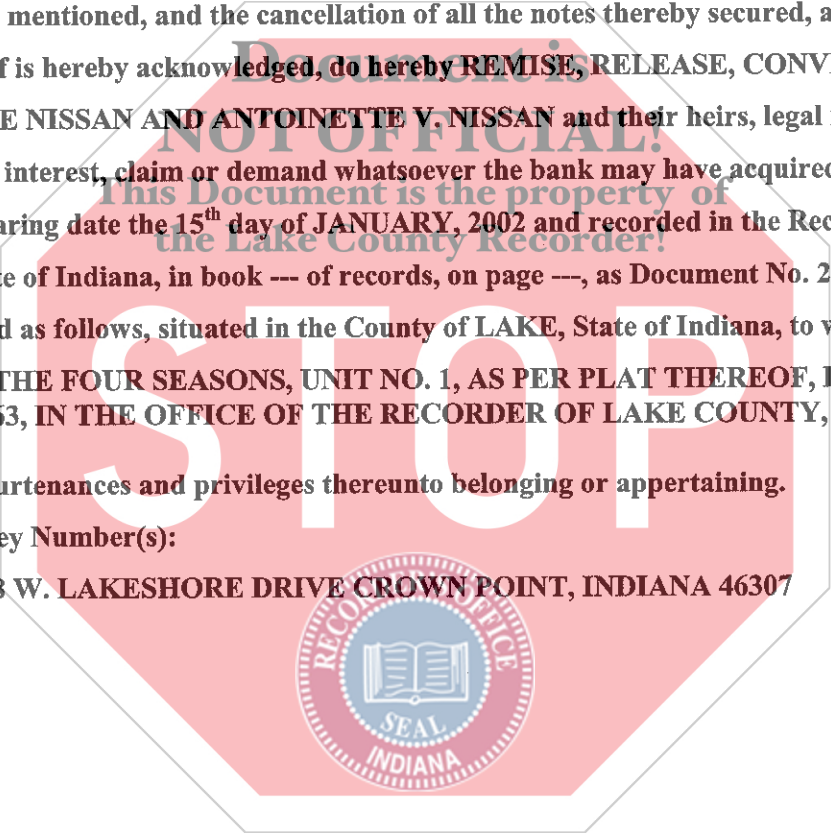 mentioned, and the cancellation of all the notes thereby secured, a
Document is
f is hereby acknowledged, do hereby REMISE, RELEASE, CONV
E NISSAN AND ANTOINETTE V. NISSAN and their heirs, legal
NOT OFFICIAL!
interest, claim or demand whatsoever the bank may have acquired
This Document is the property of
aring date the 15th day of JANUARY, 2002 and recorded in the Rec
the Lake County Recorder!
te of Indiana, in book --- of records, on page ---, as Document No. 2
d as follows, situated in the County of LAKE, State of Indiana, to
THE FOUR SEASONS, UNIT NO. 1, AS PER PLAT THEREOF,
63, IN THE OFFICE OF THE RECORDER OF LAKE COUNTY,
STOP
urtenances and privileges thereunto belonging or appertaining.
ey Number(s):
W. LAKESHORE DRIVE CROWN POINT, INDIANA 46307
RECORDER'S OFFICE
SEAL
INDIANA